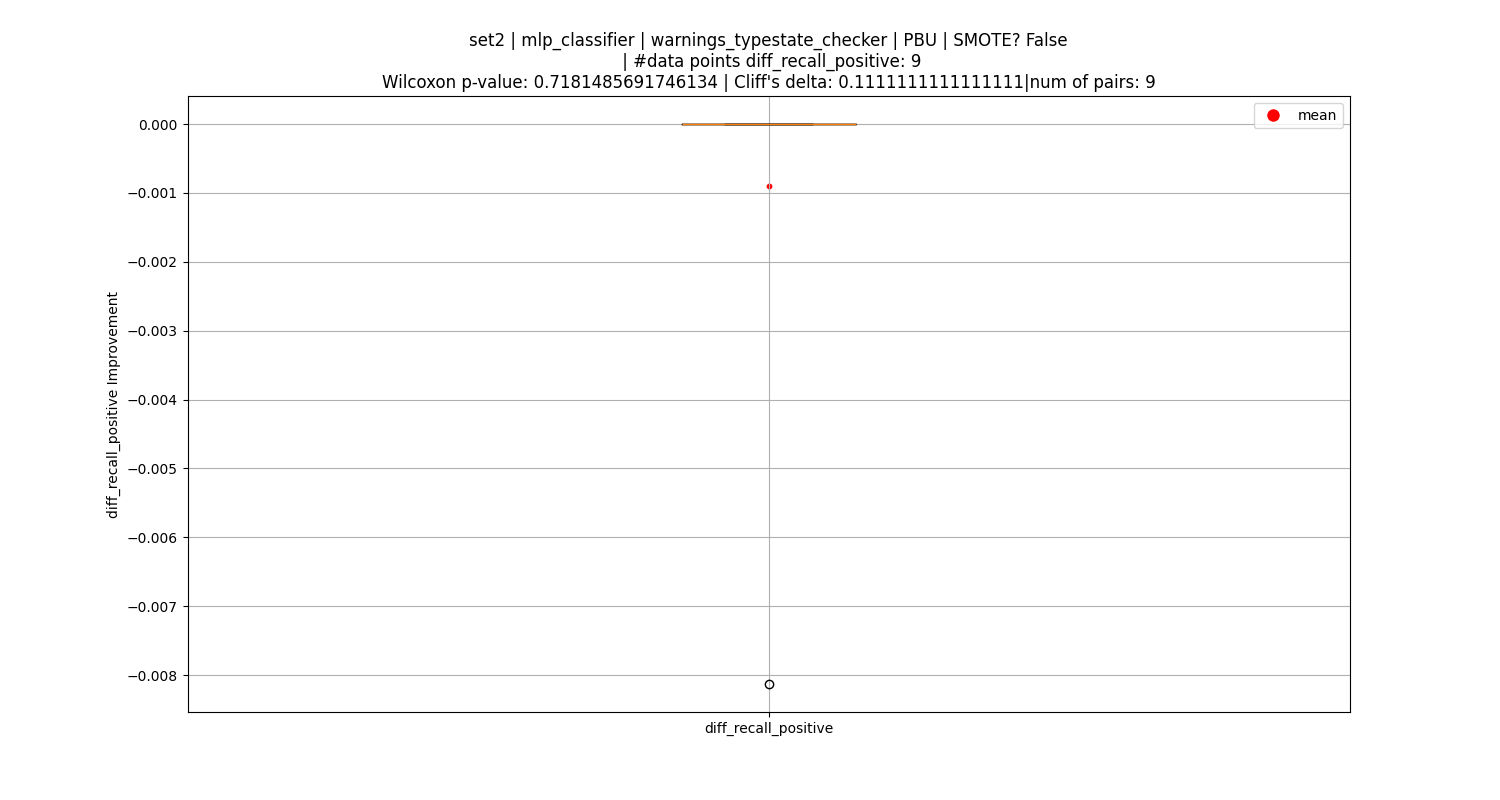 set2 | mlp_classifier | warnings_typestate_checker | PBU | SMOTE? False
| #data points diff_recall_positive: 9
Wilcoxon p-value: 0.7181485691746134 | Cliff's delta: 0.1111111111111111|num of pairs: 9
mean
0.000
−0.001
−0.002
−0.003
−0.004
−0.005
−0.006
−0.007
−0.008
diff_recall_positive Improvement
diff_recall_positive